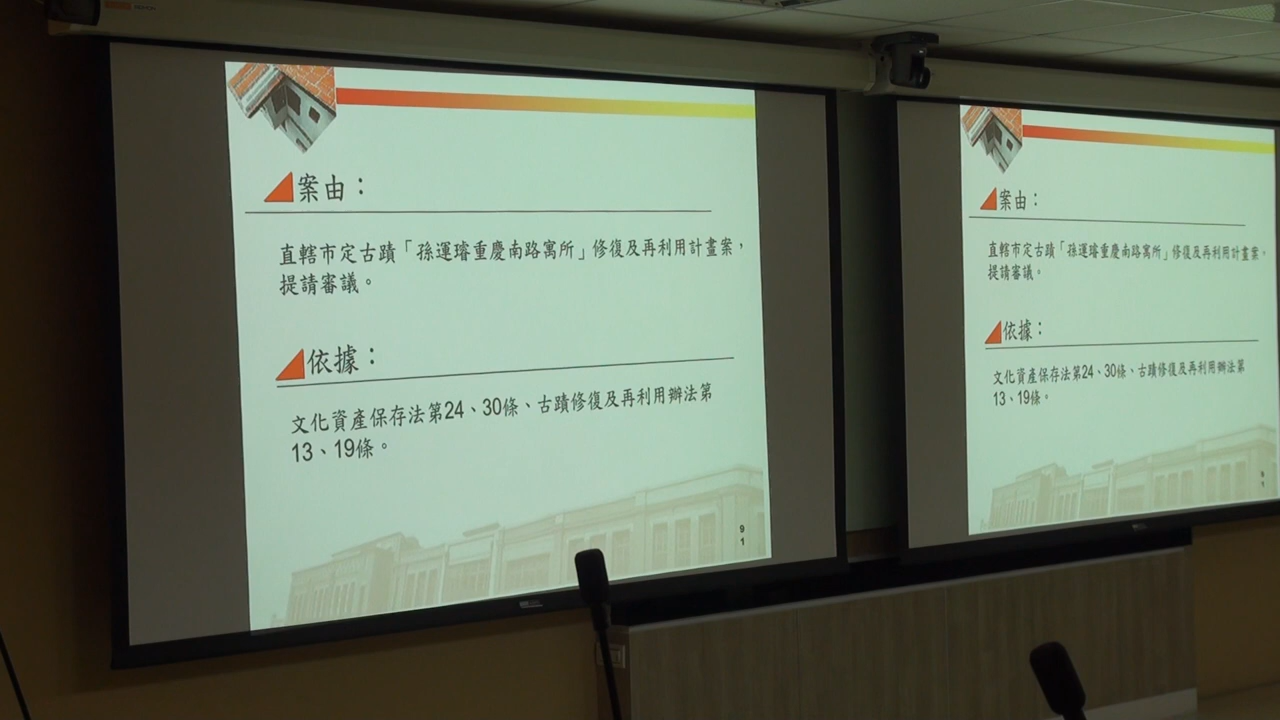 案由：
直轄市定古蹟「孫運璿重慶南路寓所」修復及再利用計畫案，
提請審議。
依據：
文化資產保存法第24、30條、古蹟修復及再利用辦法第
13、19條。
9
1
案由：
直轄市定古蹟「孫運璿重慶南路寓所」修復及再利用計畫案，
提請審議。
依據：
文化資產保存法第24、30條、古蹟修復及再利用辦法第
13、19條。
9
1